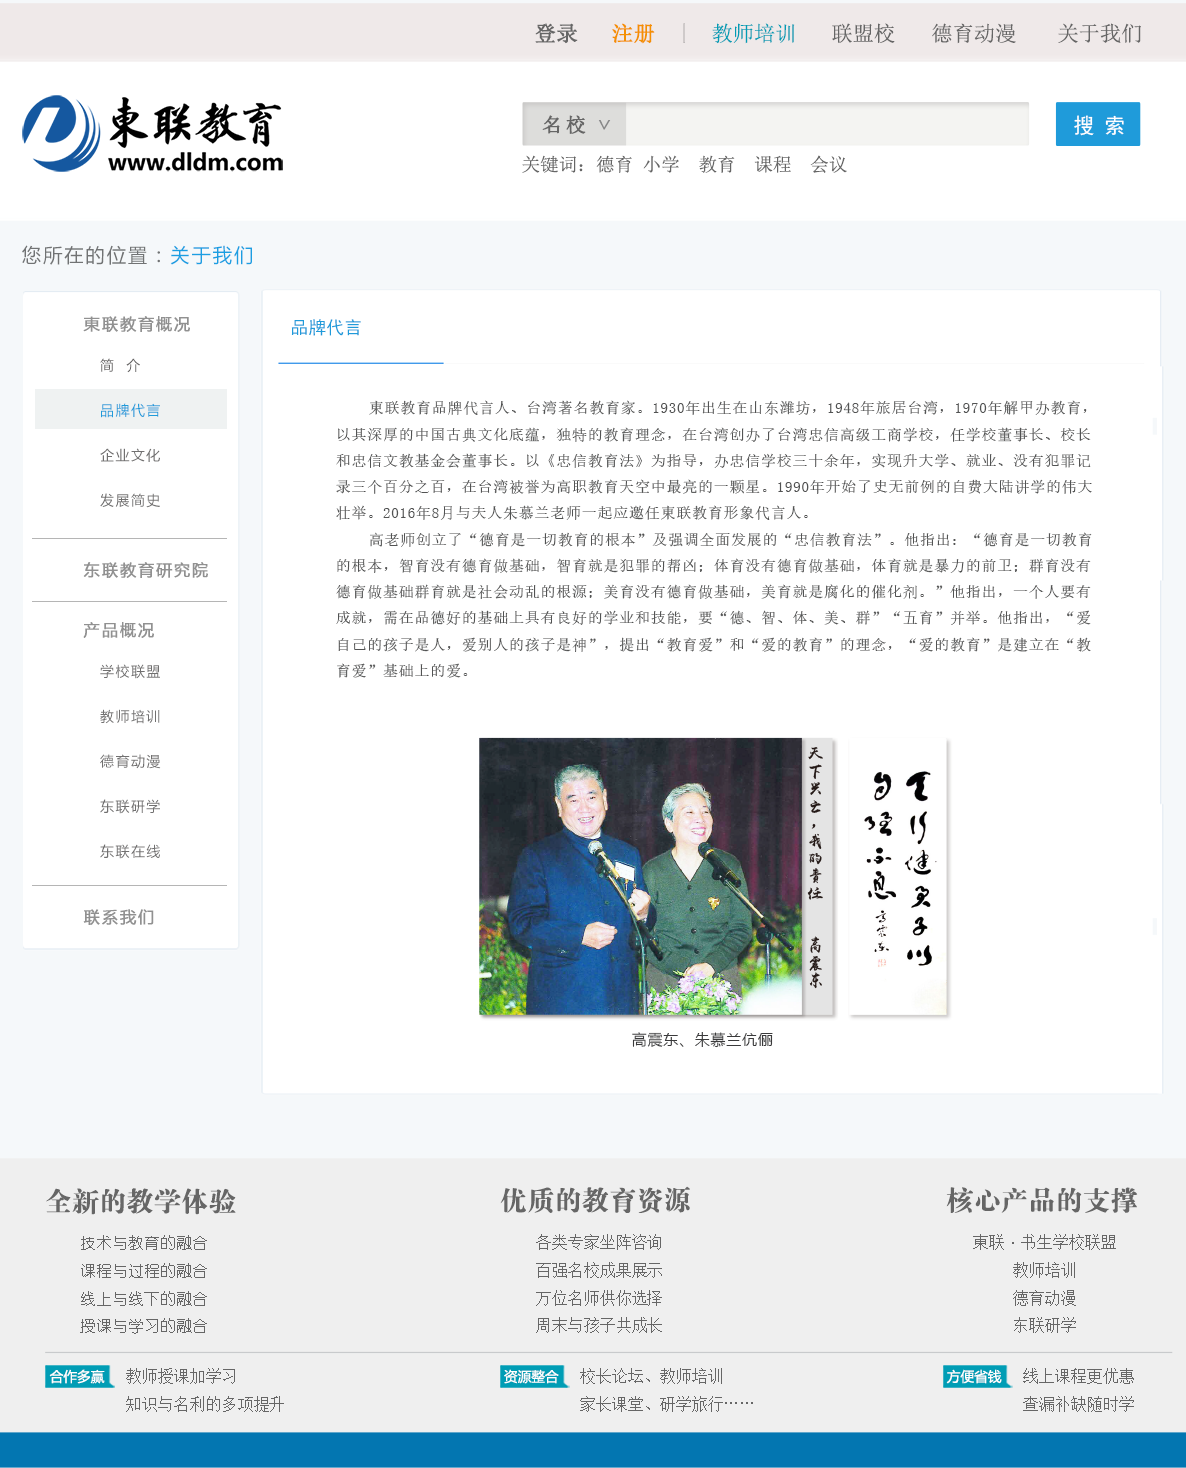 登录 注册 | 教师培训 联盟校 德育动漫 关于我们
東联教育
www.dldm.com
名校 搜索
关键词：德育 小学 教育 课程 会议
您所在的位置：关于我们
東联教育概况
简 介
品牌代言
企业文化
发展简史
东联教育研究院
产品概况
学校联盟
教师培训
德育动漫
东联研学
东联在线
联系我们
品牌代言
東联教育品牌代言人、台湾著名教育家。1930年出生在山东潍坊，1948年旅居台湾，1970年解甲办教育，
以其深厚的中国古典文化底蕴，独特的教育理念，在台湾创办了台湾忠信高级工商学校，任学校董事长、校长
和忠信文教基金会董事长。以《忠信教育法》为指导，办忠信学校三十余年，实现升大学、就业、没有犯罪记
录三个百分之百，在台湾被誉为高职教育天空中最亮的一颗星。1990年开始了史无前例的自费大陆讲学的伟大
壮举。2016年8月与夫人朱慕兰老师一起应邀任東联教育形象代言人。
高老师创立了“德育是一切教育的根本”及强调全面发展的“忠信教育法”。他指出：“德育是一切教育
的根本，智育没有德育做基础，智育就是犯罪的帮凶；体育没有德育做基础，体育就是暴力的前卫；群育没有
德育做基础群育就是社会动乱的根源；美育没有德育做基础，美育就是腐化的催化剂。”他指出，一个人要有
成就，需在品德好的基础上具有良好的学业和技能，要“德、智、体、美、群”“五育”并举。他指出，“爱
自己的孩子是人，爱别人的孩子是神”，提出“教育爱”和“爱的教育”的理念，“爱的教育”是建立在“教
育爱”基础上的爱。
天下兴亡，我的責任 高震东
天行健君子以
自强不息
高震东
高震东、朱慕兰伉俪
全新的教学体验
技术与教育的融合
课程与过程的融合
线上与线下的融合
授课与学习的融合
优质的教育资源
各类专家坐阵咨询
百强名校成果展示
万位名师供你选择
周末与孩子共成长
核心产品的支撑
東联·书生学校联盟
教师培训
德育动漫
东联研学
合作多赢 教师授课加学习
知识与名利的多项提升
资源整合 校长论坛、教师培训
家长课堂、研学旅行……
方便省钱 线上课程更优惠
查漏补缺随时学